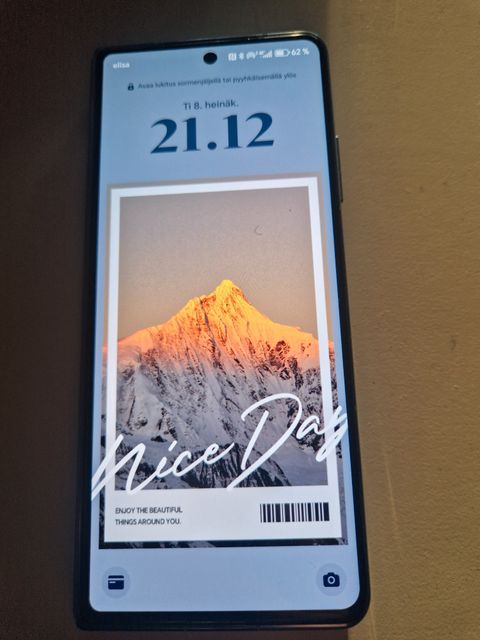 elisa 62 %
Avaa lukitus sormenjäljellä tai pyyhkäisemällä ylös
Ti 8. heinäk.
21.12
Nice Day
ENJOY THE BEAUTIFUL
THINGS AROUND YOU.